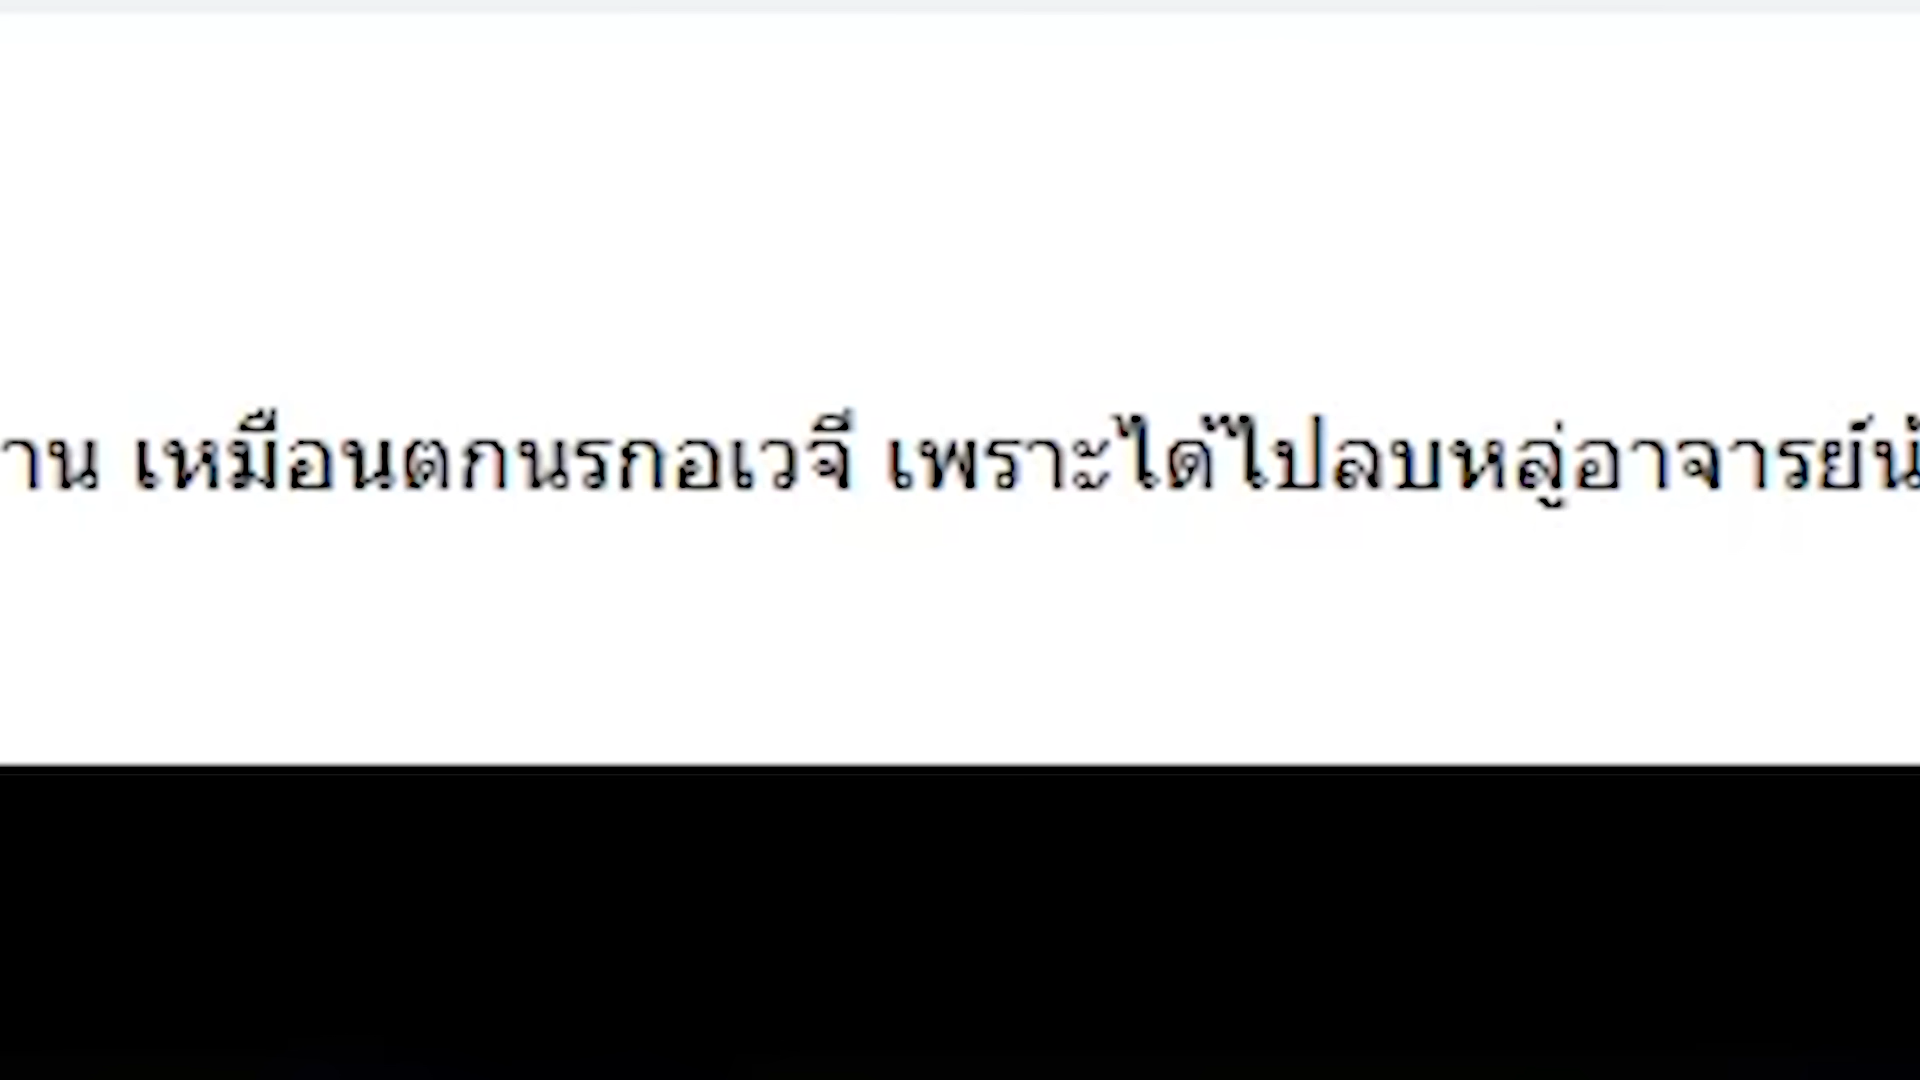 าน เหมือนตกนรกอเวจี เพราะได้ไปลบหลู่อาจารย์น้